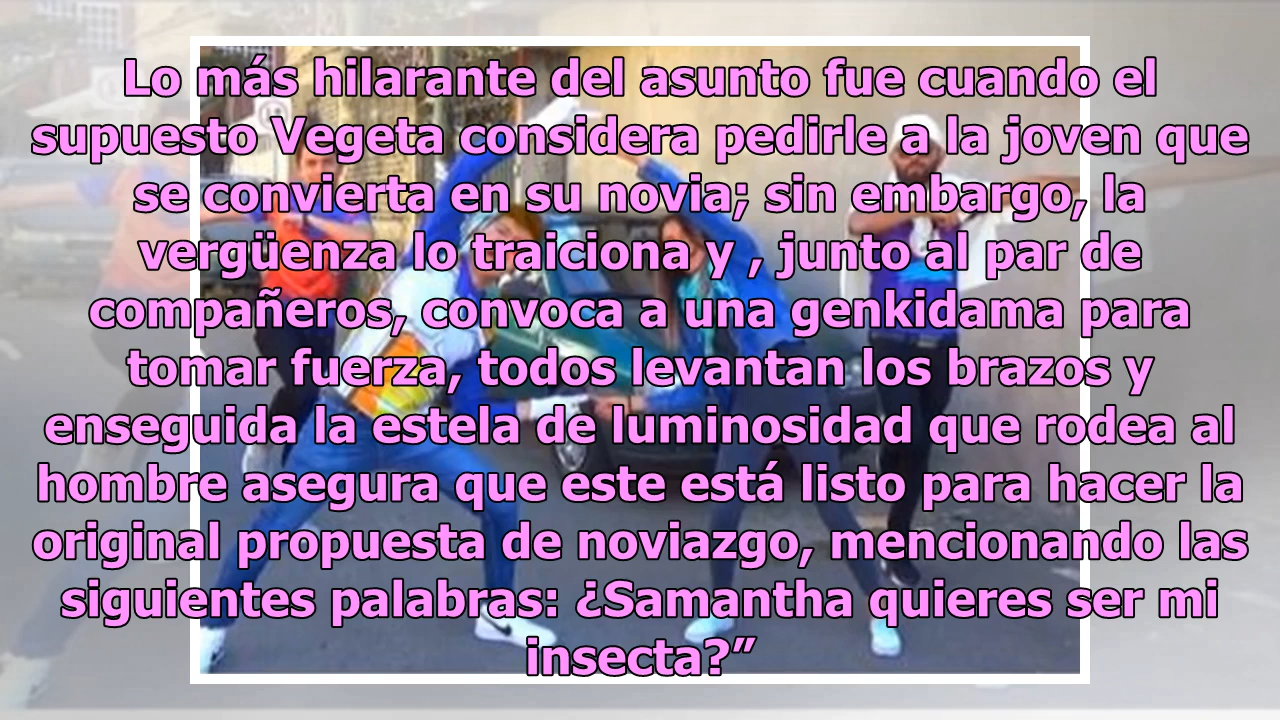 Lo más hilarante del asunto fue cuando el
supuesto Vegeta considera pedirle a la joven que
se convierta en su novia; sin embargo, la
vergüenza lo traiciona y , junto al par de
compañeros, convoca a una genkidama para
tomar fuerza, todos levantan los brazos y
enseguida la estela de luminosidad que rodea al
hombre asegura que este está listo para hacer la
original propuesta de noviazgo, mencionando las
siguientes palabras: ¿Samantha quieres ser mi
insecta?”